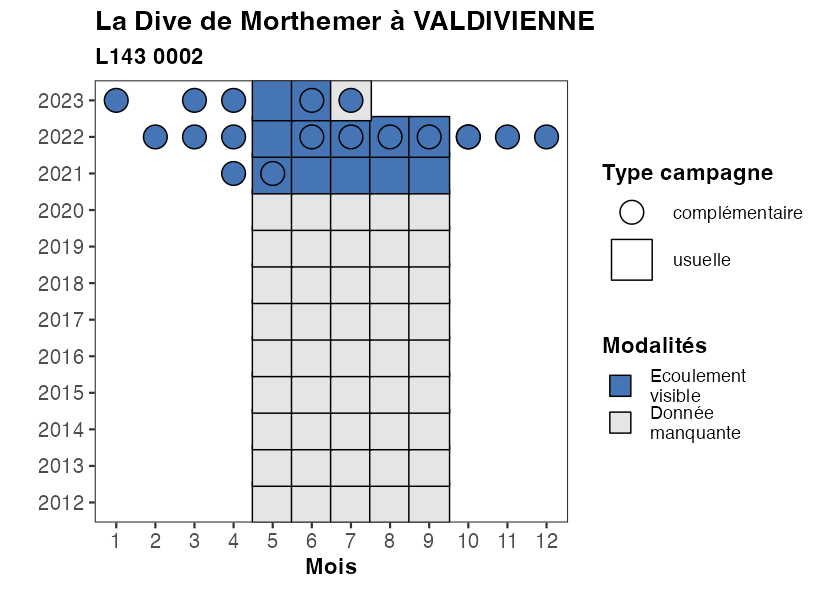 La Dive de Morthemer à VALDIVIENNE
L143 0002
2023
2022
2021
2020
2019
2018
2017
2016
2015
2014
2013
2012
1 2 3 4 5 6 7 8 9 10 11 12
Mois
Type campagne
complémentaire
usuelle
Modalités
Ecoulement
visible
Donnée
manquante